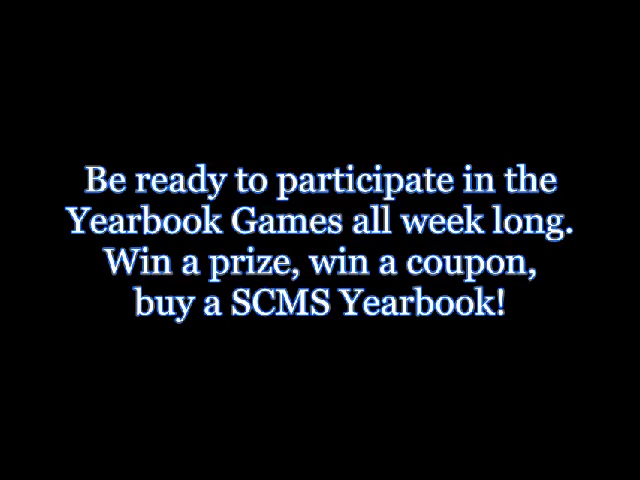 Be ready to participate in the
Yearbook Games all week long.
Win a prize, win a coupon,
buy a SCMS Yearbook!